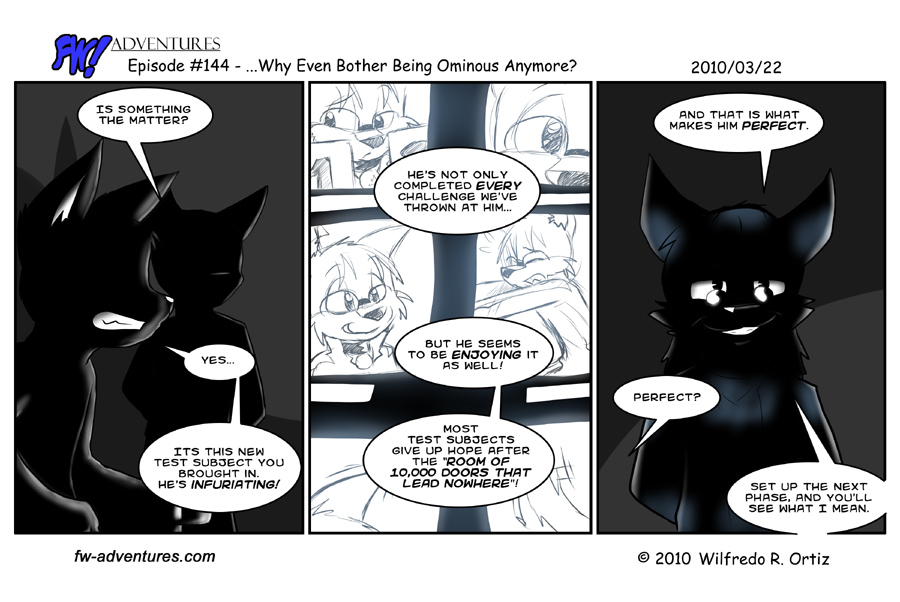 FW! ADVENTURES
Episode #144 - ...Why Even Bother Being Ominous Anymore?
2010/03/22
IS SOMETHING
THE MATTER?
YES...
ITS THIS NEW
TEST SUBJECT YOU
BROUGHT IN.
HE'S INFURIATING!
HE'S NOT ONLY
COMPLETED EVERY
CHALLENGE WE'VE
THROWN AT HIM...
BUT HE SEEMS
TO BE ENJOYING IT
AS WELL!
MOST
TEST SUBJECTS
GIVE UP HOPE AFTER
THE "ROOM OF
10,000 DOORS THAT
LEAD NOWHERE"!
AND THAT IS WHAT
MAKES HIM PERFECT.
PERFECT?
SET UP THE NEXT
PHASE, AND YOU'LL
SEE WHAT I MEAN.
fw-adventures.com
© 2010 Wilfredo R. Ortiz